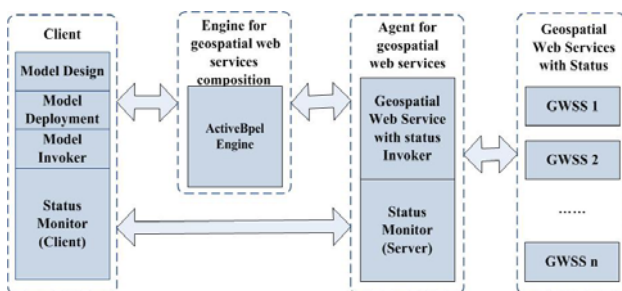 Client
Model Design
Model
Deployment
Model
Invoker
Status
Monitor
(Client)
Engine for
geospatial web
services
composition
ActiveBpel
Engine
Agent for
geospatial
web services
Geospatial
Web Service
with status
Invoker
Status
Monitor
(Server)
Geospatial
Web Services
with Status
GWSS 1
GWSS 2
......
GWSS n